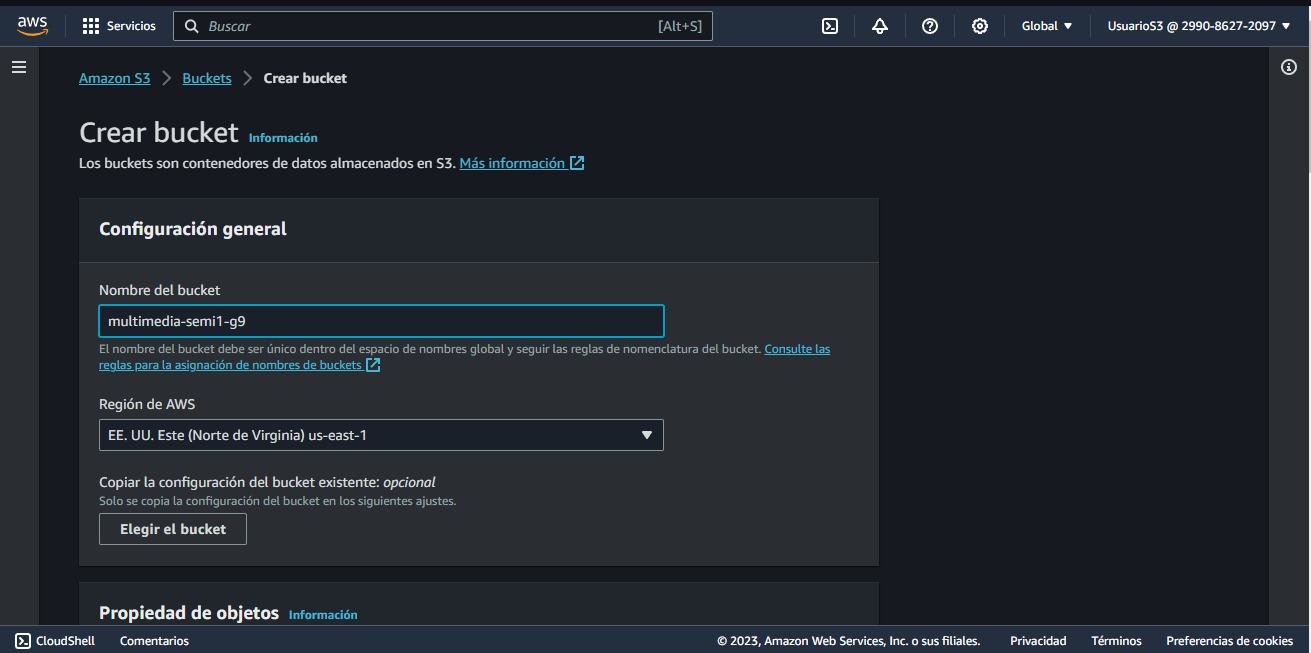 aws Servicios Buscar [Alt+S] Global UsuarioS3 @ 2990-8627-2097
Amazon S3 Buckets Crear bucket
Crear bucket Información
Los buckets son contenedores de datos almacenados en S3. Más información
Configuración general
Nombre del bucket
multimedia-semi1-g9
El nombre del bucket debe ser único dentro del espacio de nombres global y seguir las reglas de nomenclatura del bucket. Consulte las
reglas para la asignación de nombres de buckets
Región de AWS
EE. UU. Este (Norte de Virginia) us-east-1
Copiar la configuración del bucket existente: opcional
Solo se copia la configuración del bucket en los siguientes ajustes.
Elegir el bucket
Propiedad de objetos Información
CloudShell Comentarios © 2023, Amazon Web Services, Inc. o sus filiales. Privacidad Términos Preferencias de cookies